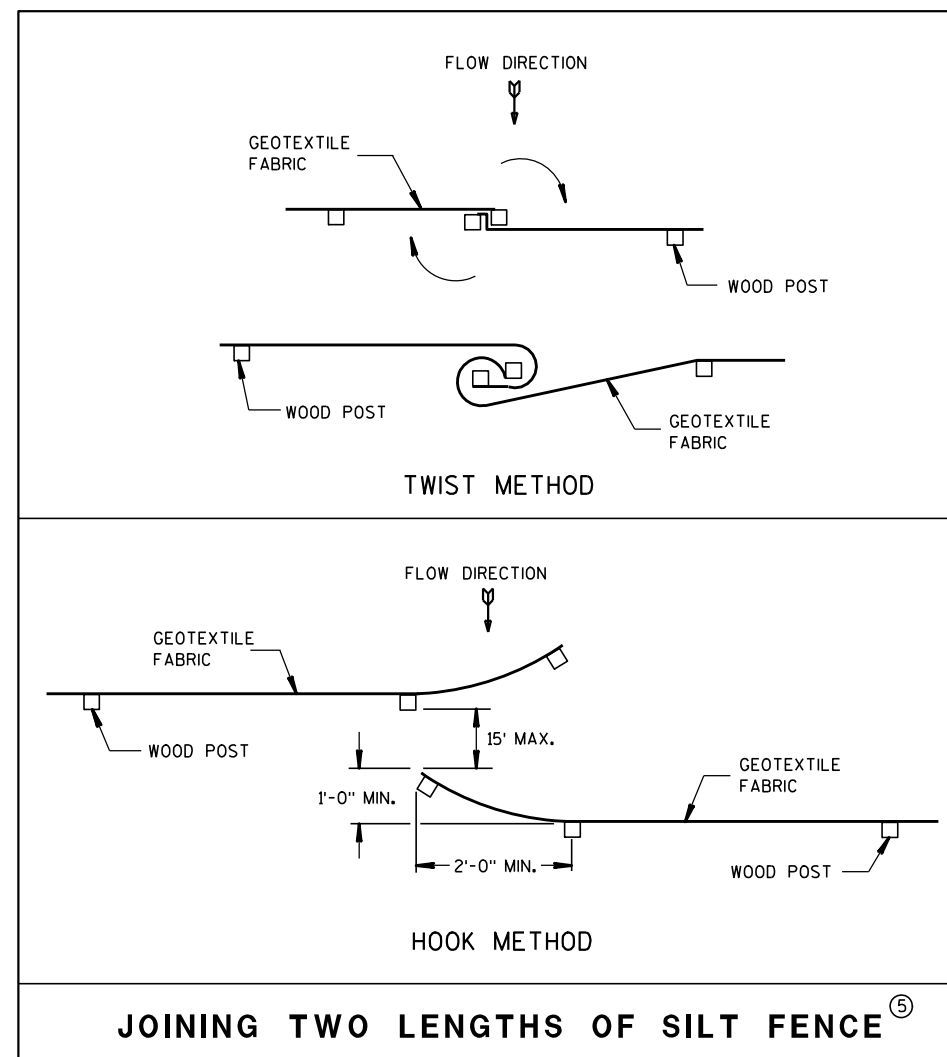 FLOW DIRECTION
GEOTEXTILE
FABRIC
WOOD POST
WOOD POST
GEOTEXTILE
FABRIC
TWIST METHOD
FLOW DIRECTION
GEOTEXTILE
FABRIC
WOOD POST
15' MAX.
1'-0" MIN.
GEOTEXTILE
FABRIC
2'-0" MIN.
WOOD POST
HOOK METHOD
JOINING TWO LENGTHS OF SILT FENCE ⑤